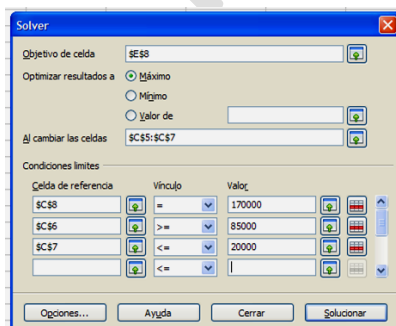 Solver
Objetivo de celda $E$8
Optimizar resultados a Máximo
Mínimo
Valor de
Al cambiar las celdas $C$5:$C$7
Condiciones limites
Celda de referencia Vínculo Valor
$C$8 = 170000
$C$6 >= 85000
$C$7 <= 20000
<=
Opciones... Ayuda Cerrar Solucionar